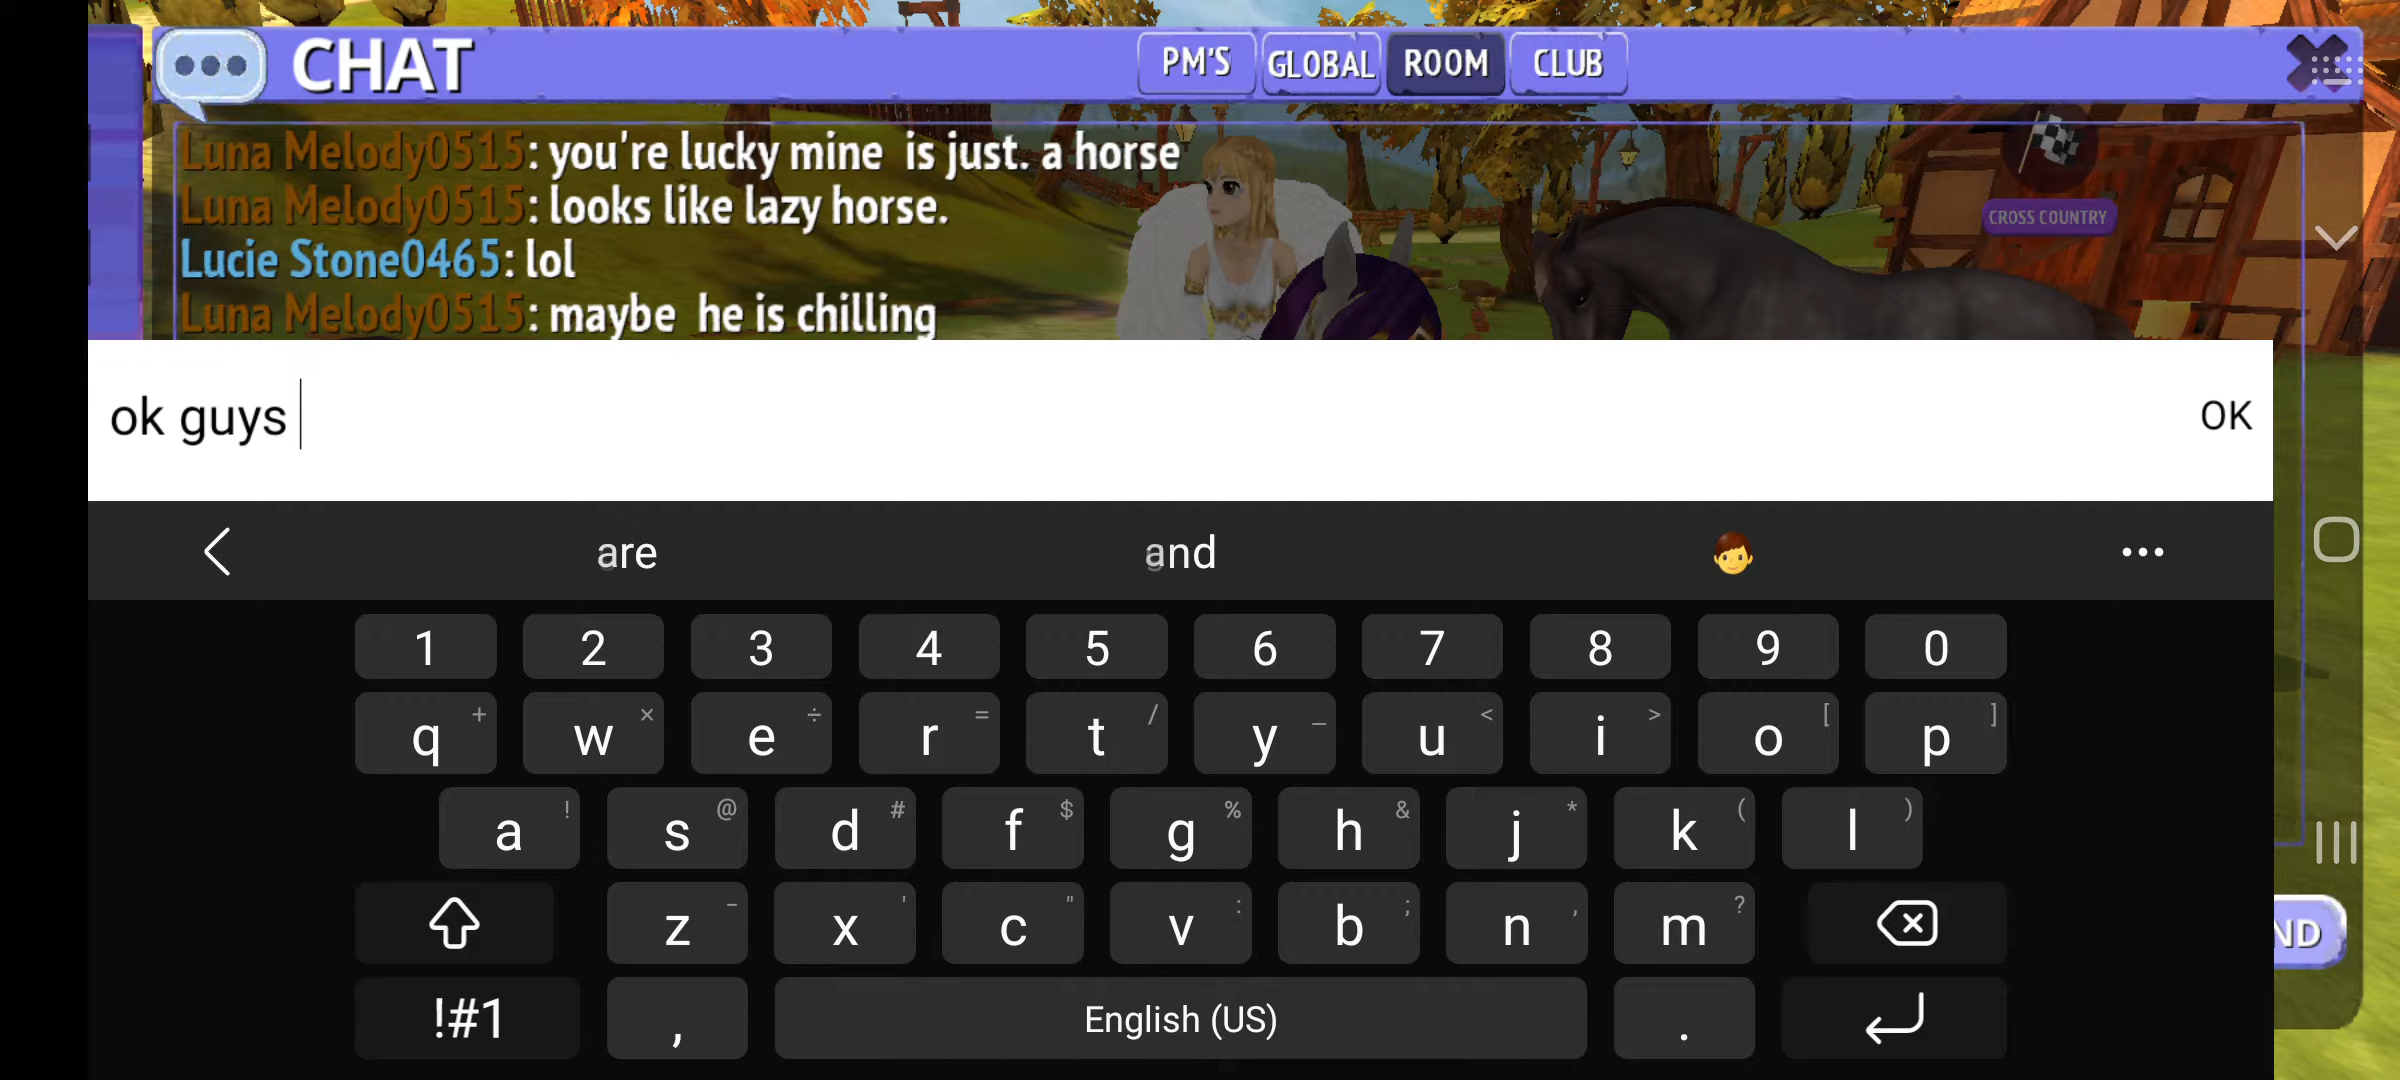 CHAT
PM'S GLOBAL ROOM CLUB
Luna Melody0515: you're lucky mine is just. a horse
Luna Melody0515: looks like lazy horse.
Lucie Stone0465: lol
Luna Melody0515: maybe he is chilling
CROSS COUNTRY
ok guys
OK
are and
1 2 3 4 5 6 7 8 9 0
q + w × e ÷ r = t / y _ u < i > o [ p ]
a ! s @ d # f $ g % h & j * k ( l )
z - x ' c " v : b ; n , m ?
!#1 , English (US) .
ND